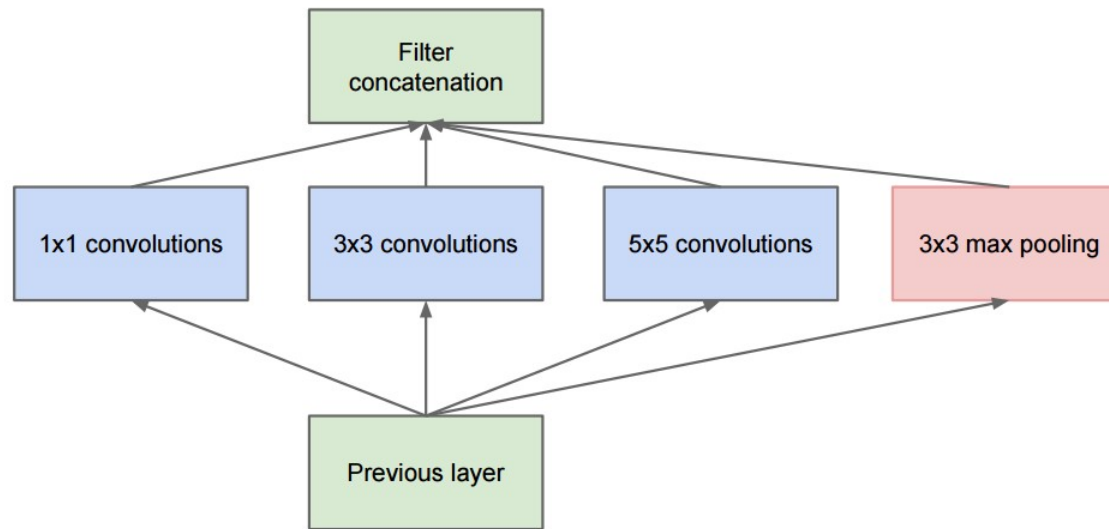 Filter
concatenation
1x1 convolutions
3x3 convolutions
5x5 convolutions
3x3 max pooling
Previous layer